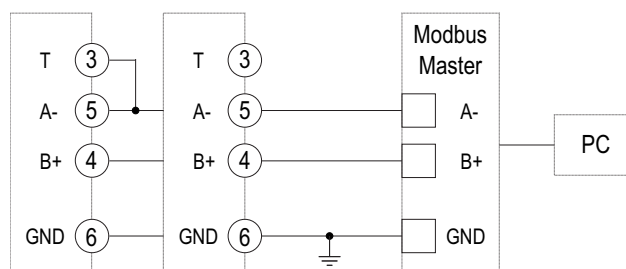 T 3
A- 5
B+ 4
GND 6
T 3
A- 5
B+ 4
GND 6
Modbus
Master
A-
B+
GND
PC